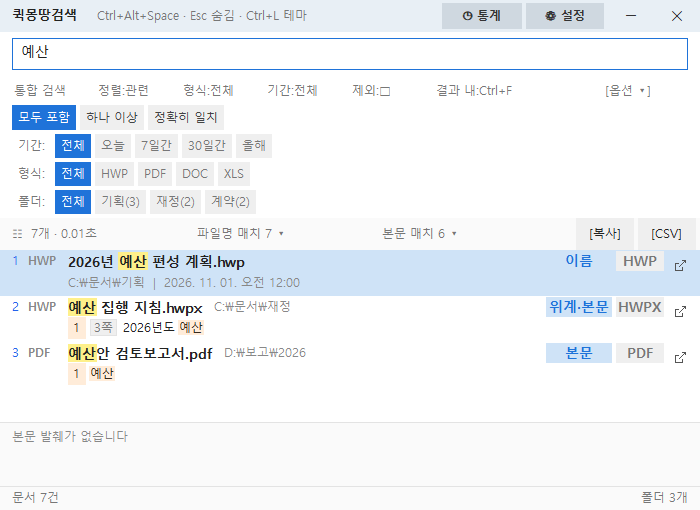 퀵몽땅검색 Ctrl+Alt+Space · Esc 숨김 · Ctrl+L 테마 통계 설정
예산
통합 검색 정렬:관련 형식:전체 기간:전체 제외:□ 결과 내:Ctrl+F [옵션 ▾]
모두 포함 하나 이상 정확히 일치
기간: 전체 오늘 7일간 30일간 올해
형식: 전체 HWP PDF DOC XLS
폴더: 전체 기획(3) 재정(2) 계약(2)
7개 · 0.01초 파일명 매치 7 ▾ 본문 매치 6 ▾ [복사] [CSV]
1 HWP 2026년 예산 편성 계획.hwp 이름 HWP
C:₩문서₩기획 | 2026. 11. 01. 오전 12:00
2 HWP 예산 집행 지침.hwpx C:₩문서₩재정 위계·본문 HWPX
1 3쪽 2026년도 예산
3 PDF 예산안 검토보고서.pdf D:₩보고₩2026 본문 PDF
1 예산
본문 발췌가 없습니다
문서 7건 폴더 3개